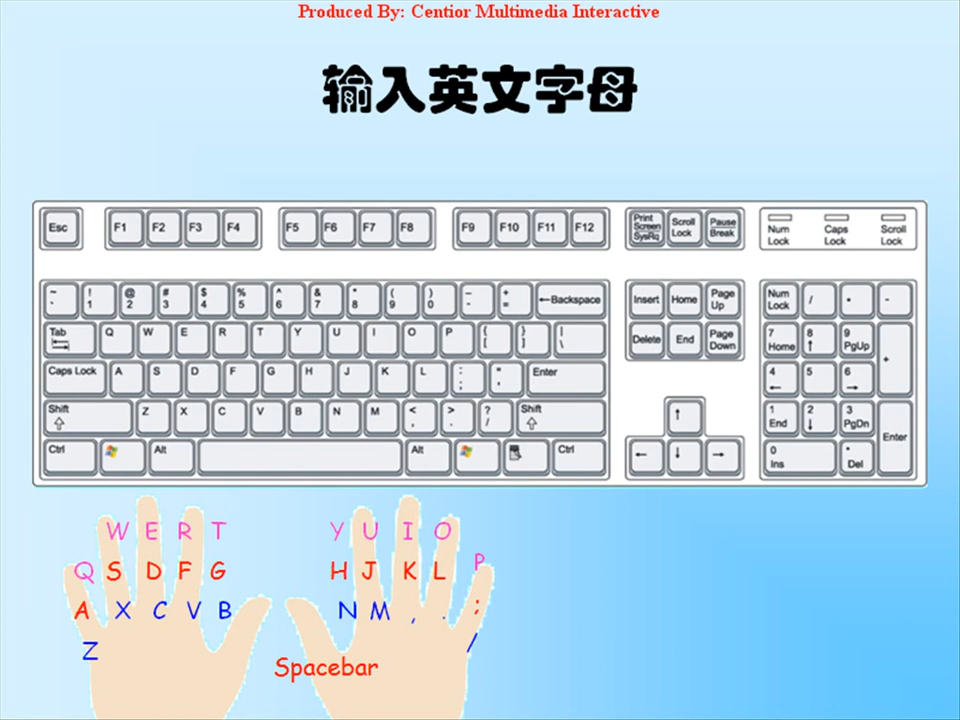 Produced By: Centior Multimedia Interactive
输入英文字母
Esc F1 F2 F3 F4 F5 F6 F7 F8 F9 F10 F11 F12 Print Screen SysRq Scroll Lock Pause Break Num Lock Caps Lock Scroll Lock
~ ` ! 1 @ 2 # 3 $ 4 % 5 ^ 6 & 7 * 8 ( 9 ) 0 _ - + = ←Backspace Insert Home Page Up Num Lock / * -
Tab Q W E R T Y U I O P { [ } ] | \ Delete End Page Down 7 Home 8 ↑ 9 PgUp +
Caps Lock A S D F G H J K L : ; " ' Enter 4 ← 5 6 →
Shift Z X C V B N M < , > . ? / Shift ↑ 1 End 2 ↓ 3 PgDn Enter
Ctrl Alt Alt Ctrl ← ↓ → 0 Ins . Del
W E R T Y U I O P
Q S D F G H J K L
A X C V B N M , . ;
Z /
Spacebar